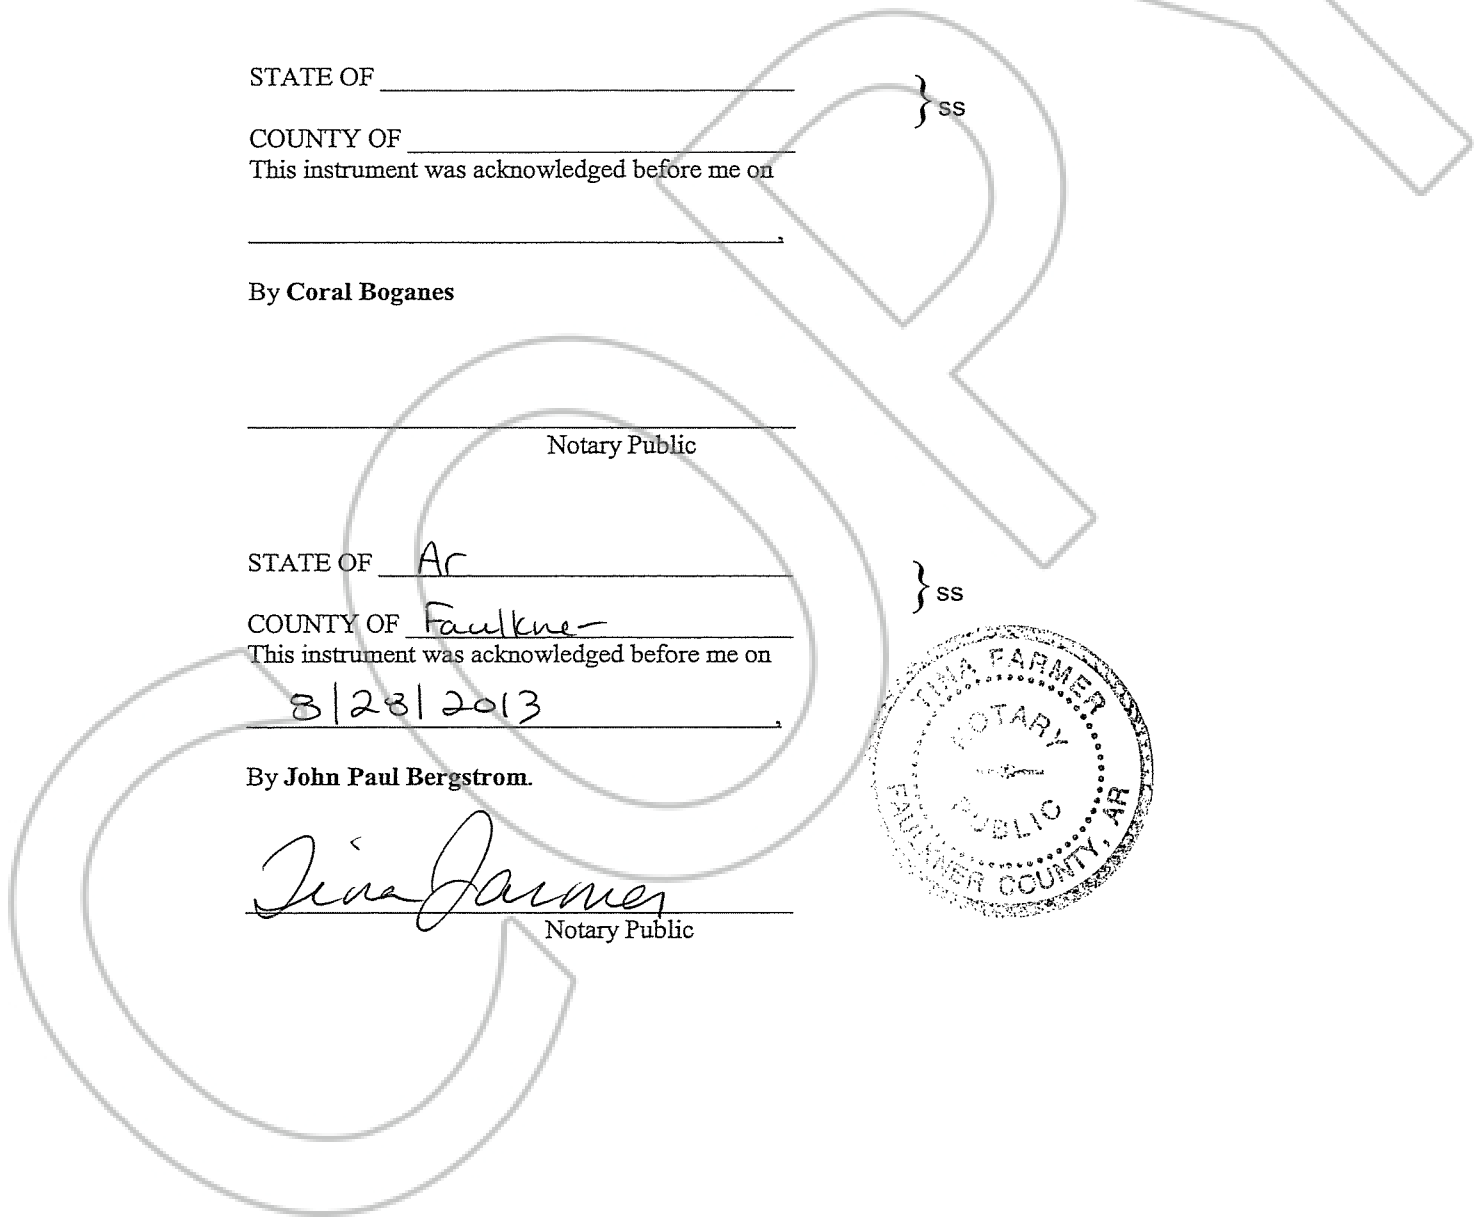 STATE OF
} ss
COUNTY OF
This instrument was acknowledged before me on
,
By Coral Boganes
Notary Public
STATE OF Ar
} ss
COUNTY OF Faulkner
This instrument was acknowledged before me on
8/28/2013,
By John Paul Bergstrom.
Tina Farmer
Notary Public
TINA FARMER
NOTARY
PUBLIC
FAULKNER COUNTY, AR
COPY